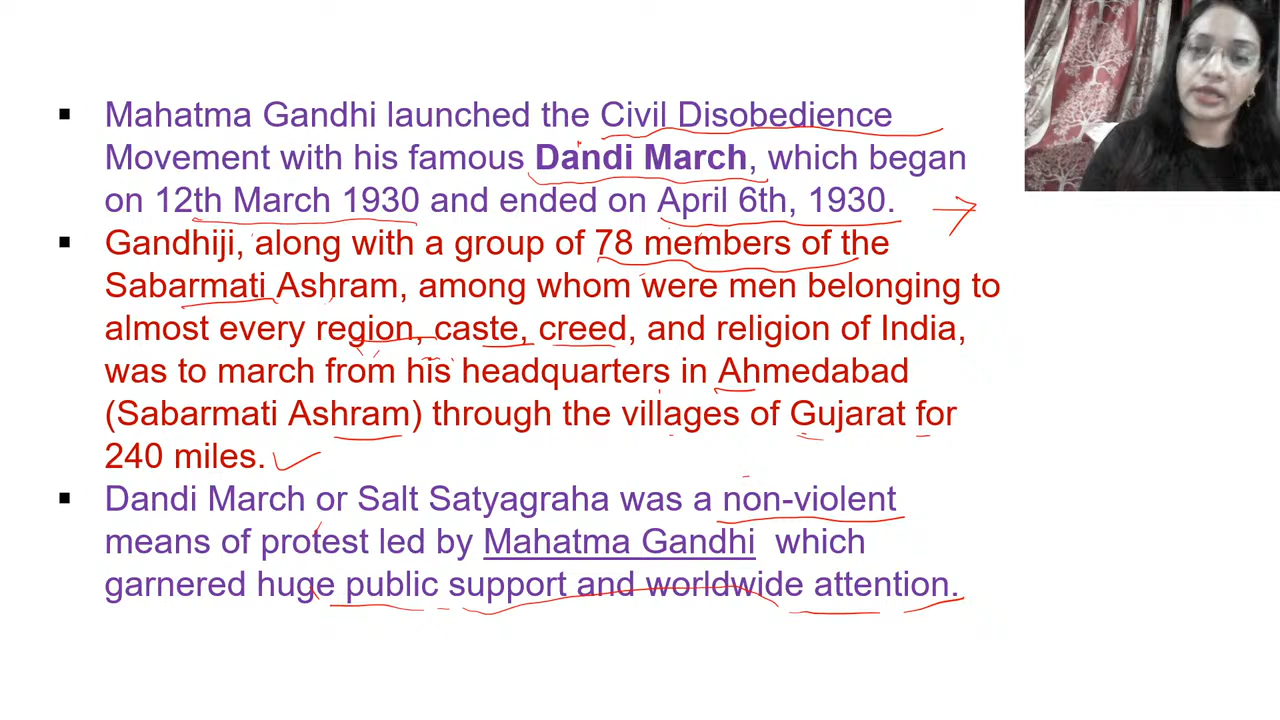 ▪ Mahatma Gandhi launched the Civil Disobedience
Movement with his famous Dandi March, which began
on 12th March 1930 and ended on April 6th, 1930.
▪ Gandhiji, along with a group of 78 members of the
Sabarmati Ashram, among whom were men belonging to
almost every region, caste, creed, and religion of India,
was to march from his headquarters in Ahmedabad
(Sabarmati Ashram) through the villages of Gujarat for
240 miles.
▪ Dandi March or Salt Satyagraha was a non-violent
means of protest led by Mahatma Gandhi which
garnered huge public support and worldwide attention.